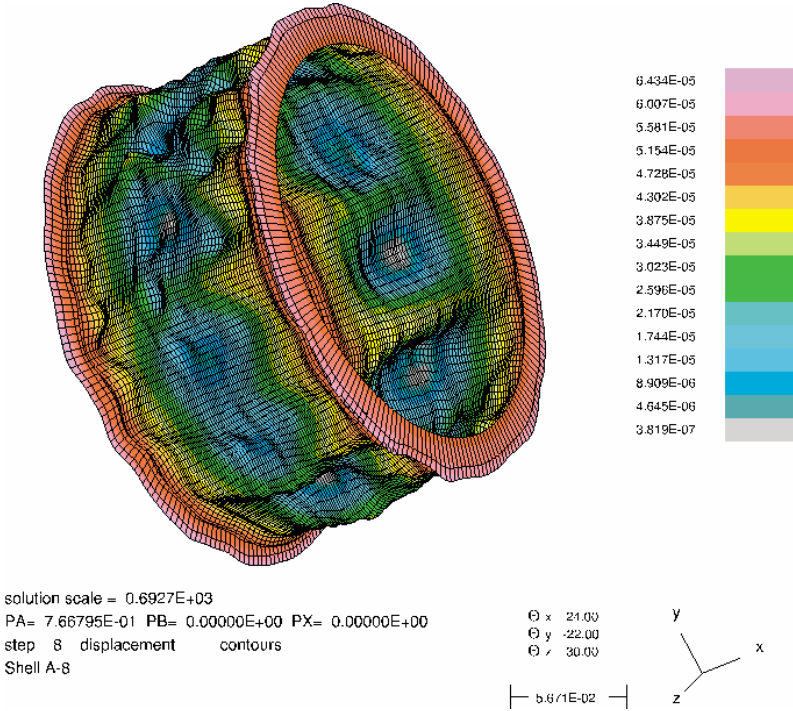 6.434E-05
6.007E-05
5.581E-05
5.154E-05
4.728E-05
4.302E-05
3.875E-05
3.449E-05
3.023E-05
2.596E-05
2.170E-05
1.744E-05
1.317E-05
8.909E-06
4.645E-06
3.819E-07
solution scale = 0.6927E+03
PA= 7.66795E-01 PB= 0.00000E+00 PX= 0.00000E+00
step 8 displacement contours
Shell A-8
Θ x 24.00
Θ y -22.00
Θ z 30.00
5.671E-02
y
x
z